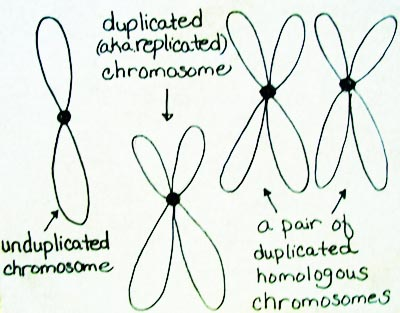 duplicated
(aka replicated)
chromosome
unduplicated
chromosome
a pair of
duplicated
homologous
chromosomes